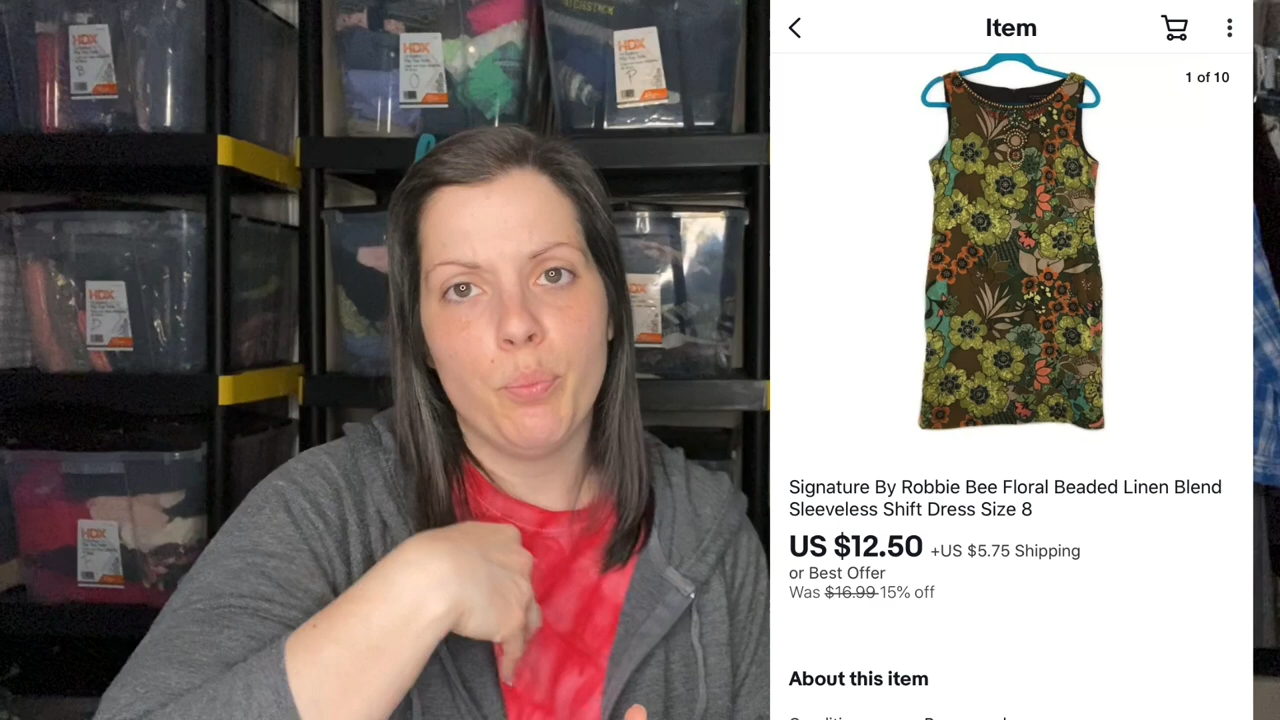 HDX
B
HDX
O
HDX
P
HDX
D
HDX
HDX
Item
1 of 10
Signature By Robbie Bee Floral Beaded Linen Blend
Sleeveless Shift Dress Size 8
US $12.50 +US $5.75 Shipping
or Best Offer
Was $16.99 15% off
About this item